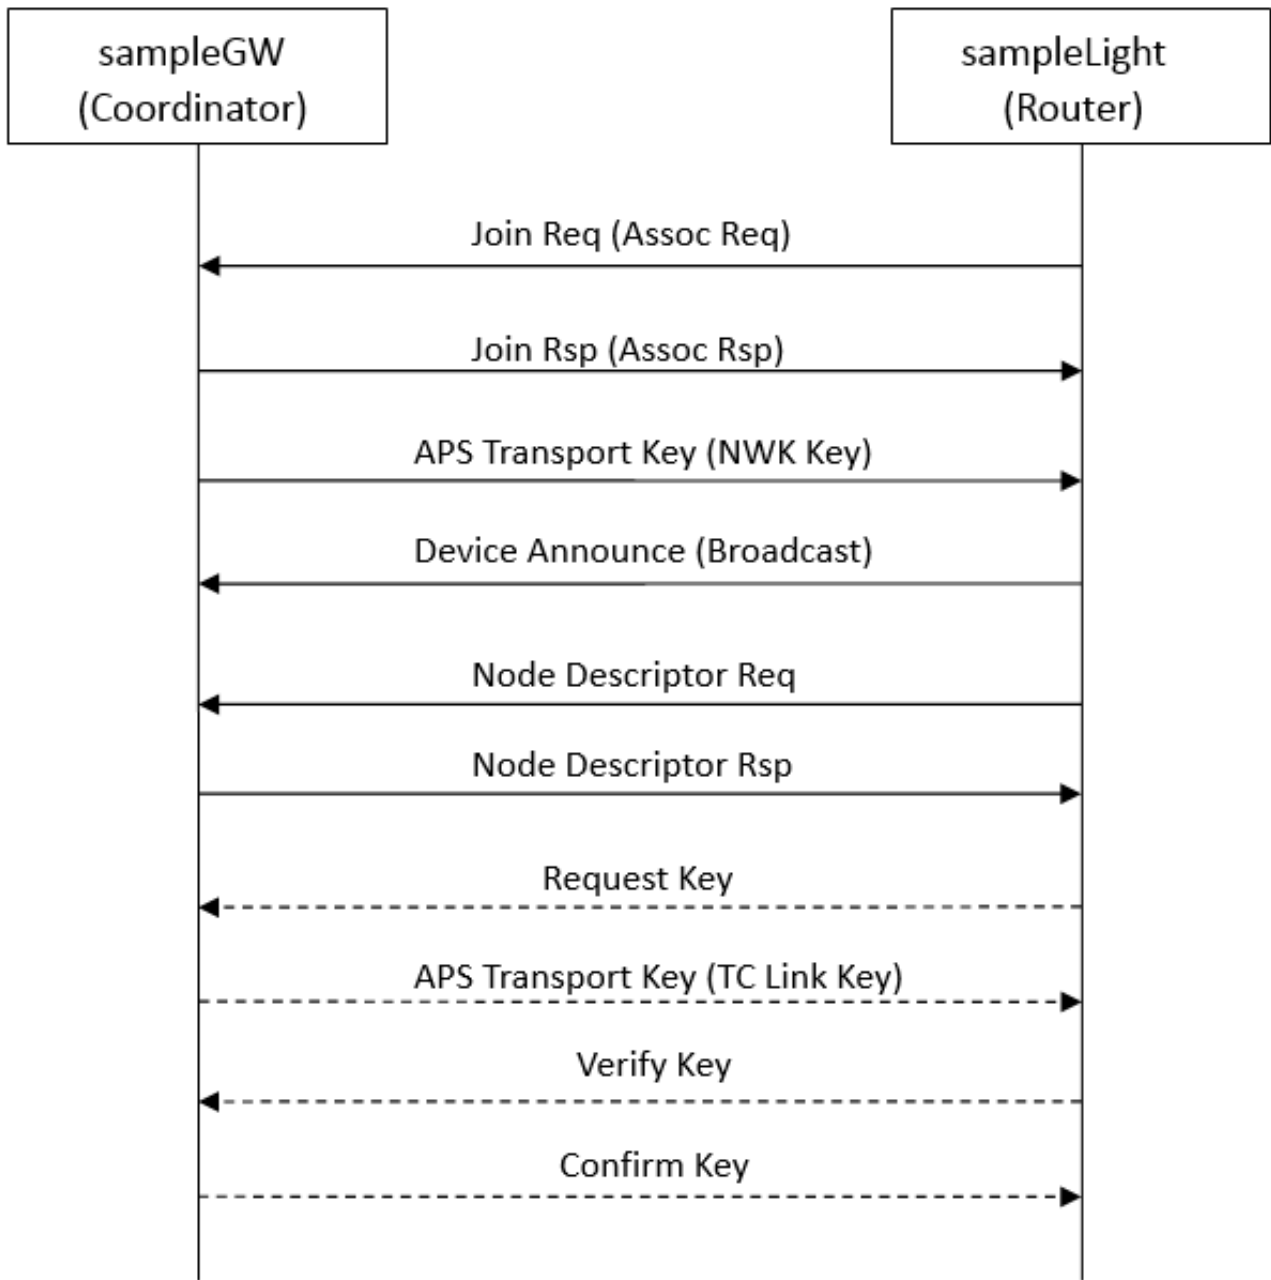 sampleGW
(Coordinator)
sampleLight
(Router)
Join Req (Assoc Req)
Join Rsp (Assoc Rsp)
APS Transport Key (NWK Key)
Device Announce (Broadcast)
Node Descriptor Req
Node Descriptor Rsp
Request Key
APS Transport Key (TC Link Key)
Verify Key
Confirm Key